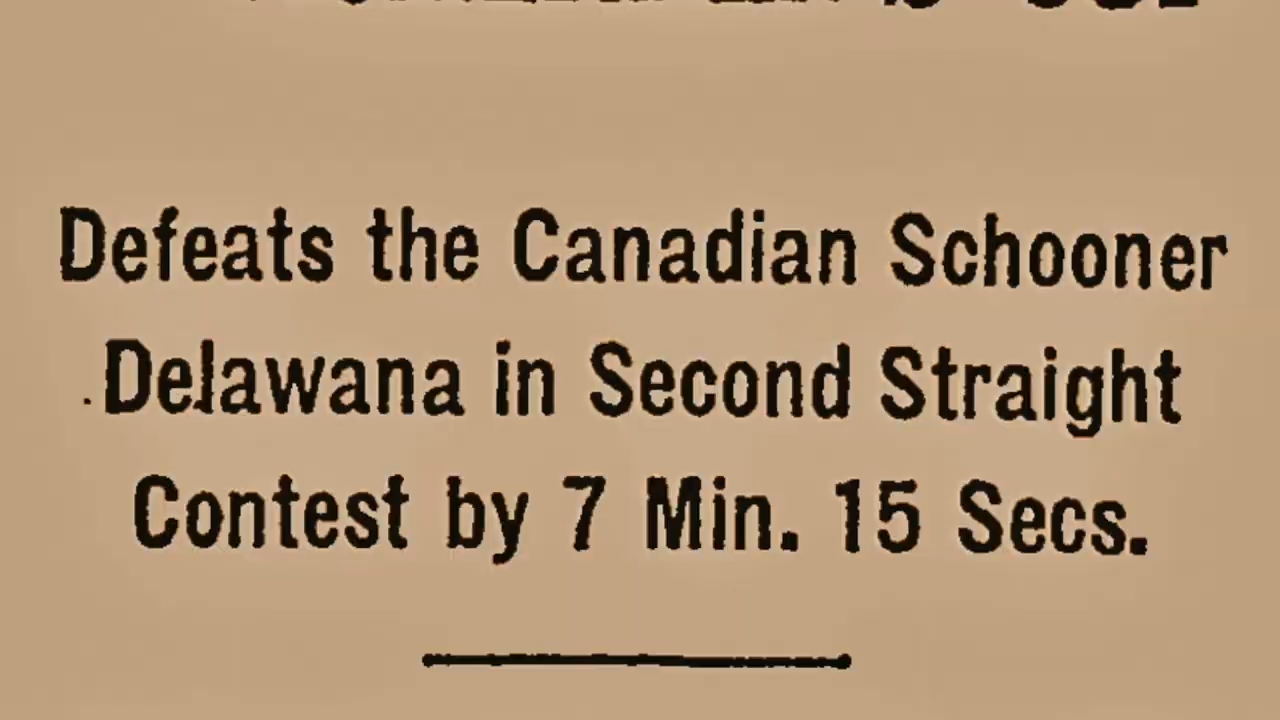 Defeats the Canadian Schooner
Delawana in Second Straight
Contest by 7 Min. 15 Secs.